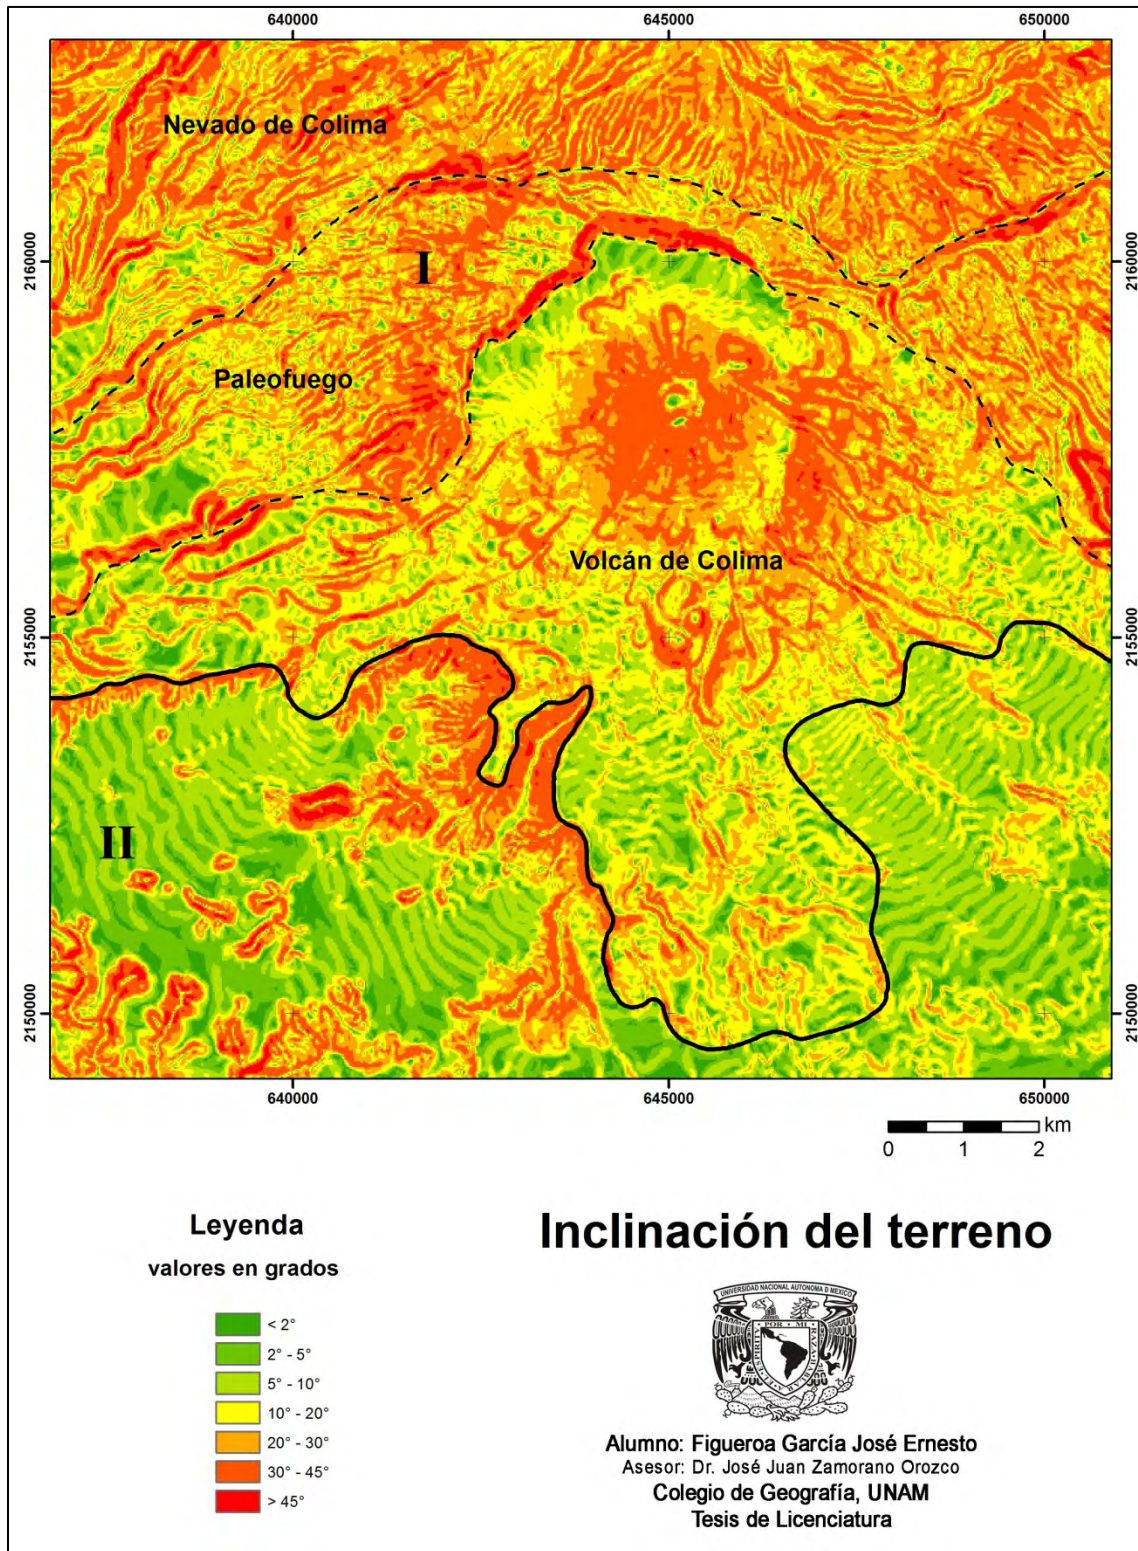 640000
645000
650000
Nevado de Colima
2160000
I
2160000
Paleofuego
Volcán de Colima
2155000
2155000
II
2150000
2150000
640000
645000
650000
km
0
1
2
Leyenda
valores en grados
< 2°
2° - 5°
5° - 10°
10° - 20°
20° - 30°
30° - 45°
> 45°
Inclinación del terreno
UNIVERSIDAD NACIONAL AUTONOMA D MEXICO
POR · MI
RAZA HABLARA EL ESPIRITU
Alumno: Figueroa García José Ernesto
Asesor: Dr. José Juan Zamorano Orozco
Colegio de Geografía, UNAM
Tesis de Licenciatura